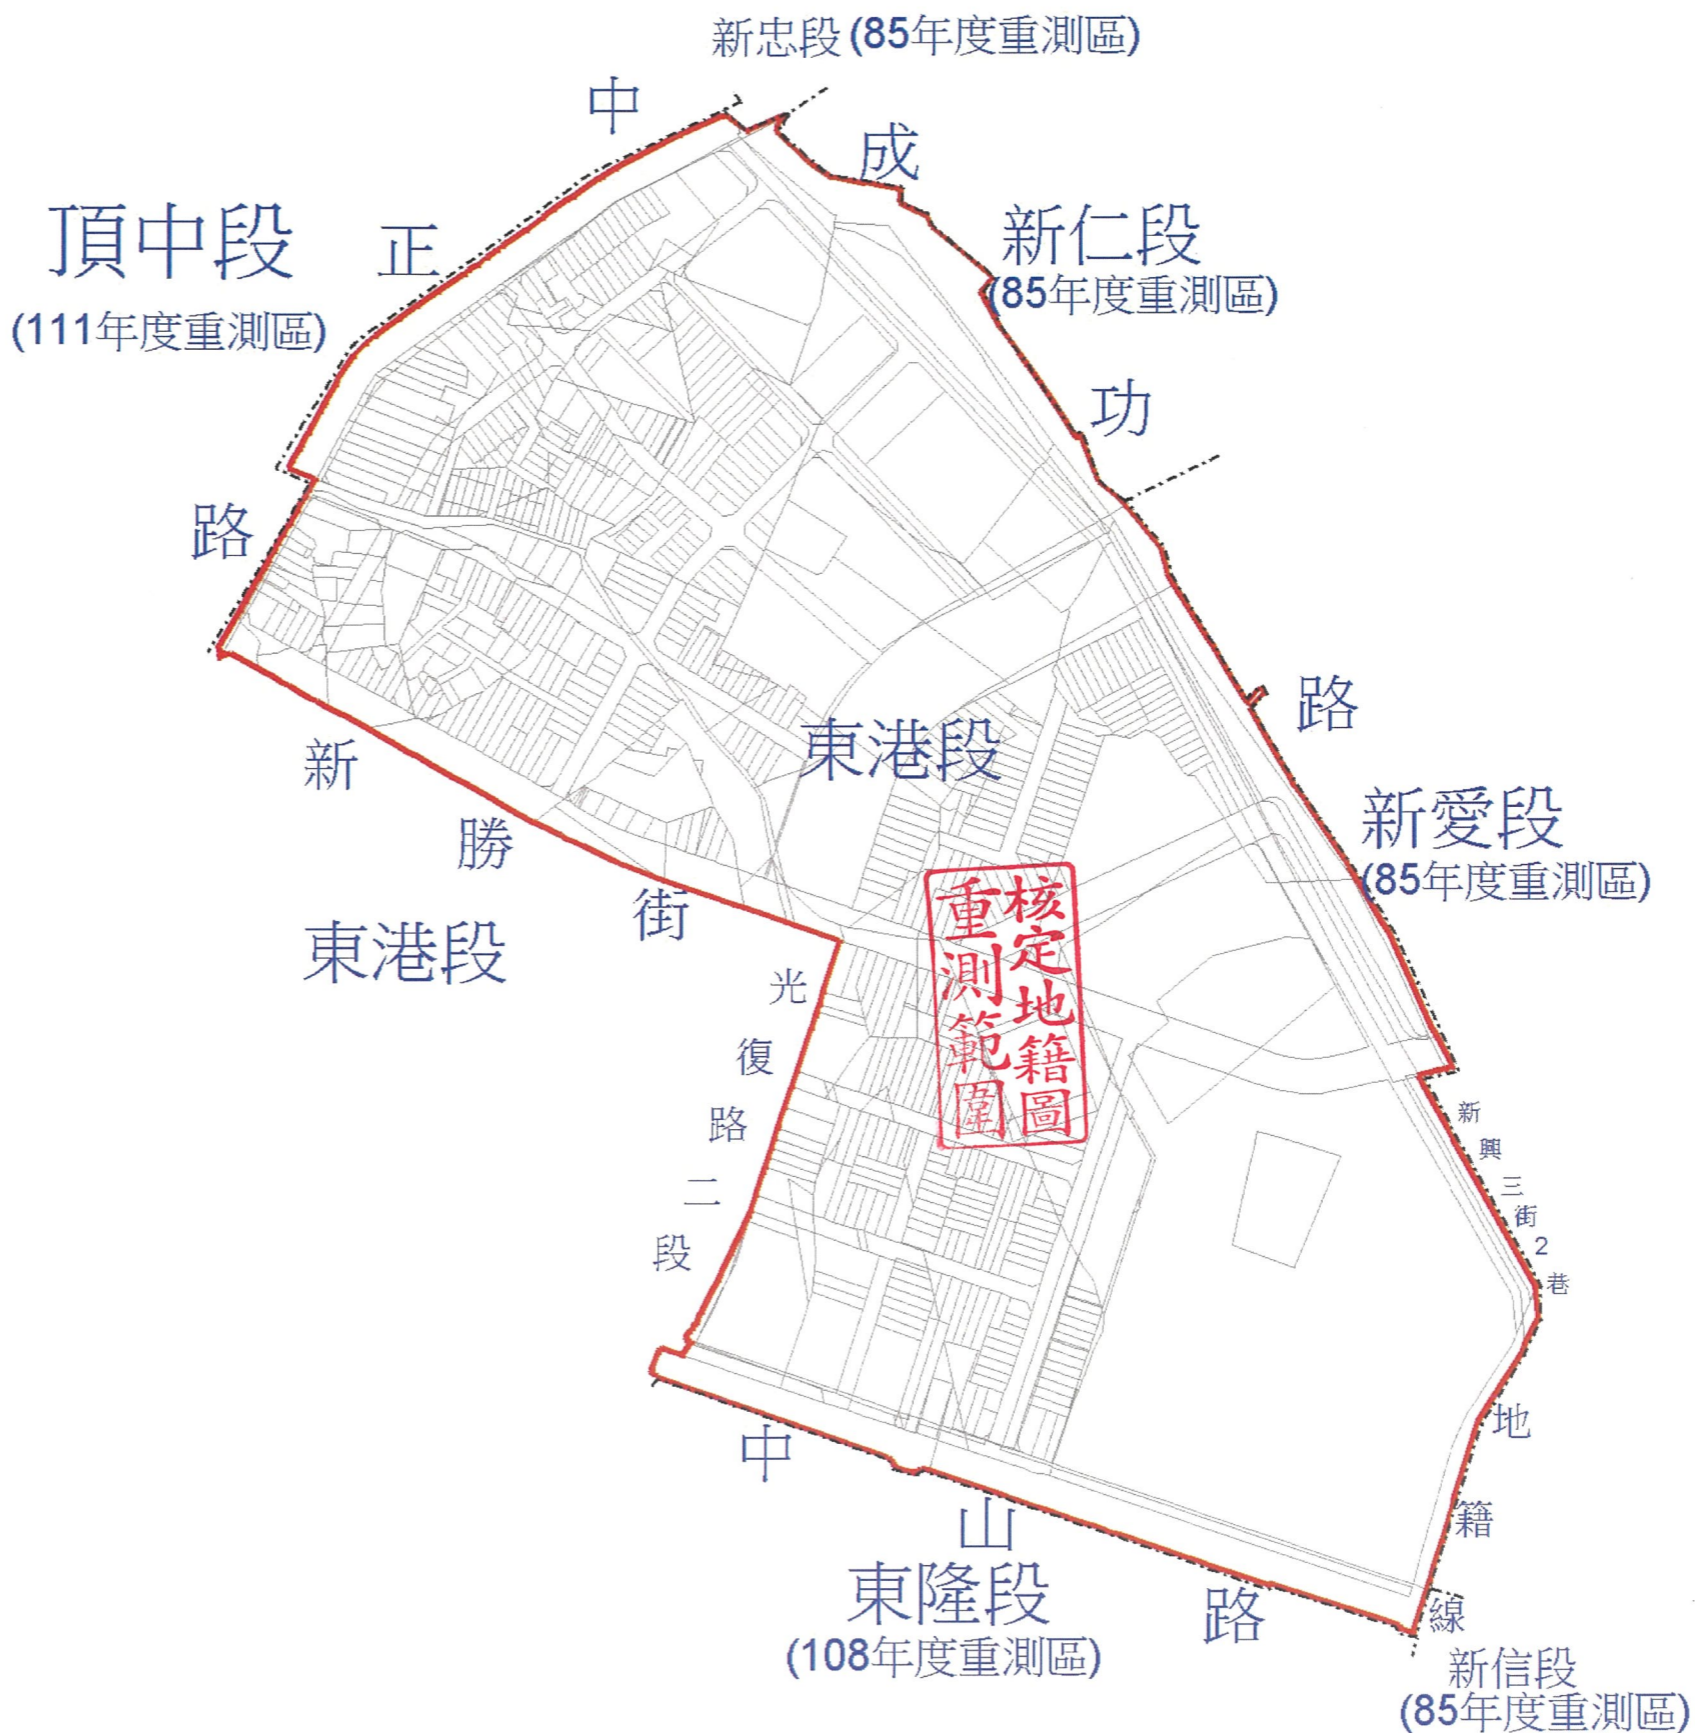 新忠段(85年度重測區)
中正路
成功路
頂中段
(111年度重測區)
新仁段
(85年度重測區)
東港段
新勝街
新愛段
(85年度重測區)
東港段
核定地籍圖
重測範圍
光復路二段
新興三街2巷
地籍線
中山路
東隆段
(108年度重測區)
新信段
(85年度重測區)